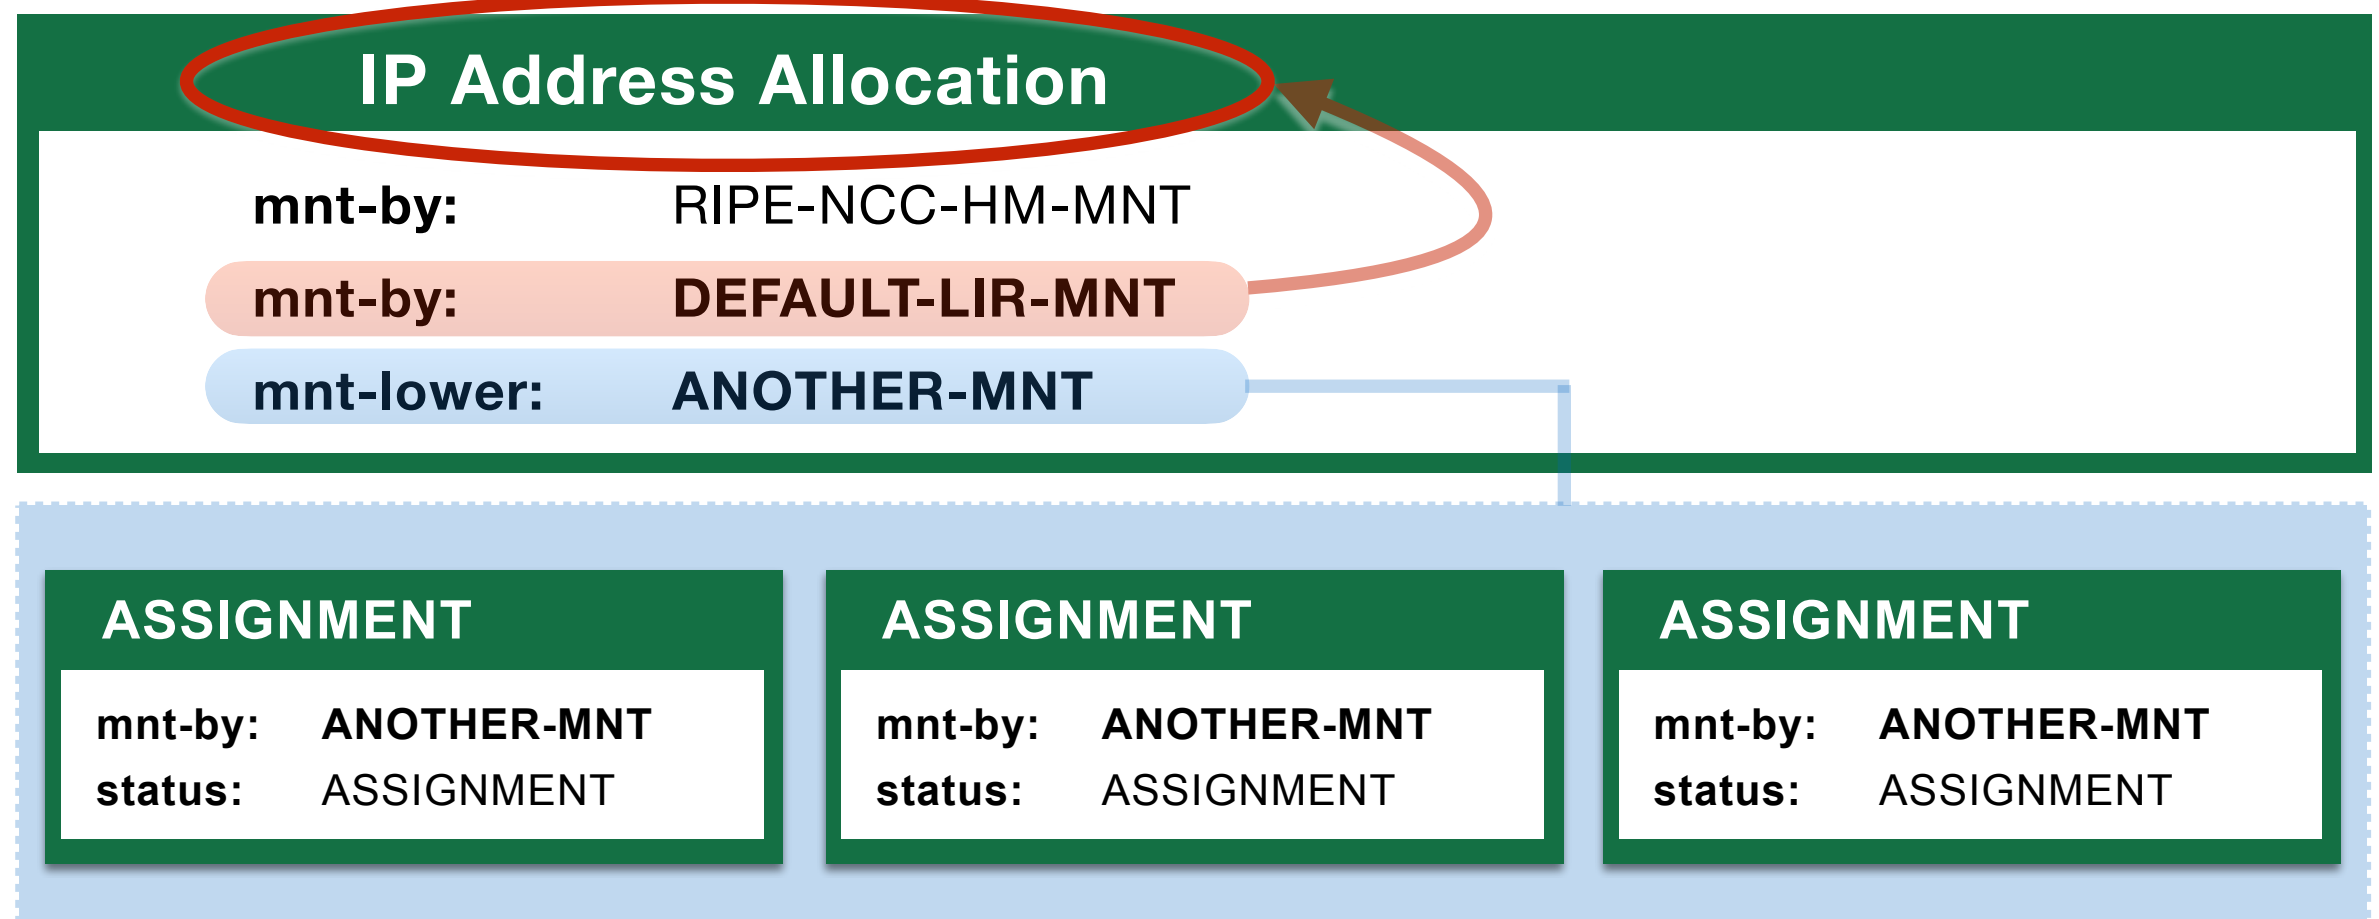 IP Address Allocation
mnt-by: RIPE-NCC-HM-MNT
mnt-by: DEFAULT-LIR-MNT
mnt-lower: ANOTHER-MNT
ASSIGNMENT
mnt-by: ANOTHER-MNT
status: ASSIGNMENT
ASSIGNMENT
mnt-by: ANOTHER-MNT
status: ASSIGNMENT
ASSIGNMENT
mnt-by: ANOTHER-MNT
status: ASSIGNMENT